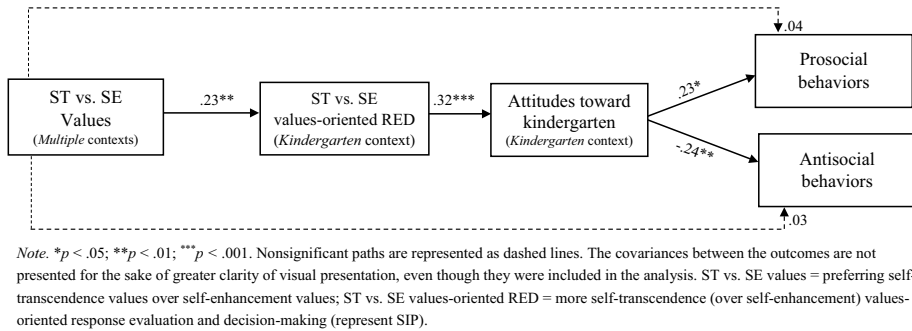 .04
Prosocial
behaviors
ST vs. SE
Values
(Multiple contexts)
.23**
ST vs. SE
values-oriented RED
(Kindergarten context)
.32***
Attitudes toward
kindergarten
(Kindergarten context)
.23*
-.24**
Antisocial
behaviors
.03
Note. *p < .05; **p < .01; ***p < .001. Nonsignificant paths are represented as dashed lines. The covariances between the outcomes are not
presented for the sake of greater clarity of visual presentation, even though they were included in the analysis. ST vs. SE values = preferring self-
transcendence values over self-enhancement values; ST vs. SE values-oriented RED = more self-transcendence (over self-enhancement) values-
oriented response evaluation and decision-making (represent SIP).